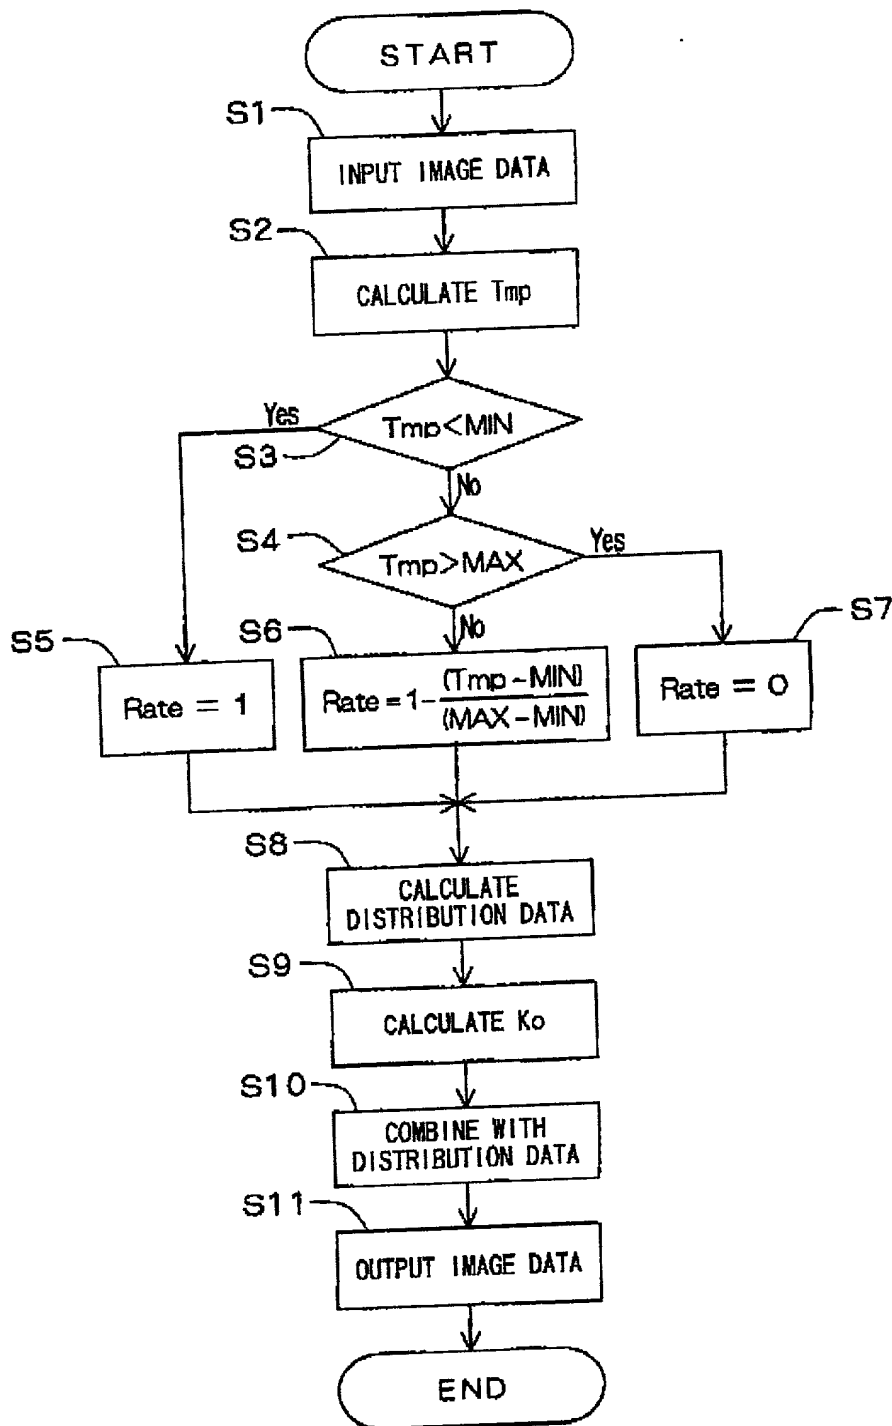 START
S1
INPUT IMAGE DATA
S2
CALCULATE Tmp
Yes
Tmp<MIN
S3
No
S4
Tmp>MAX
Yes
No
S5
S6
S7
Rate = 1
Rate = 1 - (Tmp - MIN)
(MAX - MIN)
Rate = 0
S8
CALCULATE
DISTRIBUTION DATA
S9
CALCULATE Ko
S10
COMBINE WITH
DISTRIBUTION DATA
S11
OUTPUT IMAGE DATA
END